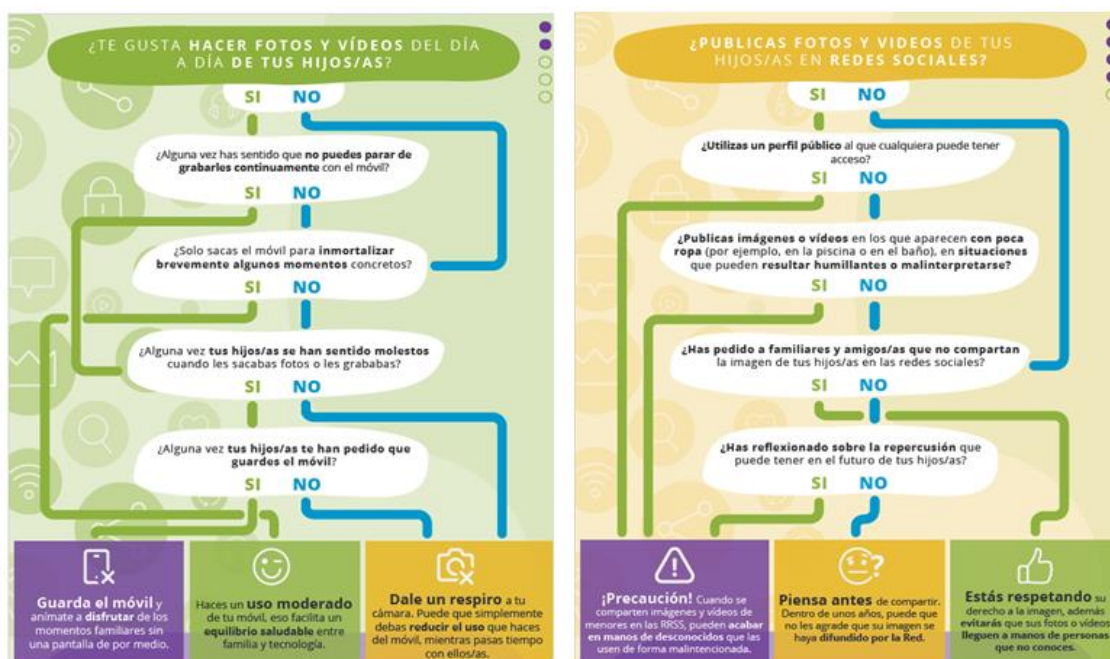 ¿TE GUSTA HACER FOTOS Y VÍDEOS DEL DÍA
A DÍA DE TUS HIJOS/AS?
SI NO
¿Alguna vez has sentido que no puedes parar de
grabarles continuamente con el móvil?
SI NO
¿Solo sacas el móvil para inmortalizar
brevemente algunos momentos concretos?
SI NO
¿Alguna vez tus hijos/as se han sentido molestos
cuando les sacabas fotos o les grababas?
SI NO
¿Alguna vez tus hijos/as te han pedido que
guardes el móvil?
SI NO
Guarda el móvil y
anímate a disfrutar de los
momentos familiares sin
una pantalla de por medio.
Haces un uso moderado
de tu móvil, eso facilita un
equilibrio saludable entre
familia y tecnología.
Dale un respiro a tu
cámara. Puede que simplemente
debas reducir el uso que haces
del móvil, mientras pasas tiempo
con ellos/as.
¿PUBLICAS FOTOS Y VIDEOS DE TUS
HIJOS/AS EN REDES SOCIALES?
SI NO
¿Utilizas un perfil público al que cualquiera puede tener
acceso?
SI NO
¿Publicas imágenes o vídeos en los que aparecen con poca
ropa (por ejemplo, en la piscina o en el baño), en situaciones
que pueden resultar humillantes o malinterpretarse?
SI NO
¿Has pedido a familiares y amigos/as que no compartan
la imagen de tus hijos/as en las redes sociales?
SI NO
¿Has reflexionado sobre la repercusión que
puede tener en el futuro de tus hijos/as?
SI NO
¡Precaución! Cuando se
comparten imágenes y vídeos de
menores en las RRSS, pueden acabar
en manos de desconocidos que las
usen de forma malintencionada.
Piensa antes de compartir.
Dentro de unos años, puede que
no les agrade que su imagen se
haya difundido por la Red.
Estás respetando su
derecho a la imagen, además
evitarás que sus fotos o vídeos
lleguen a manos de personas
que no conoces.